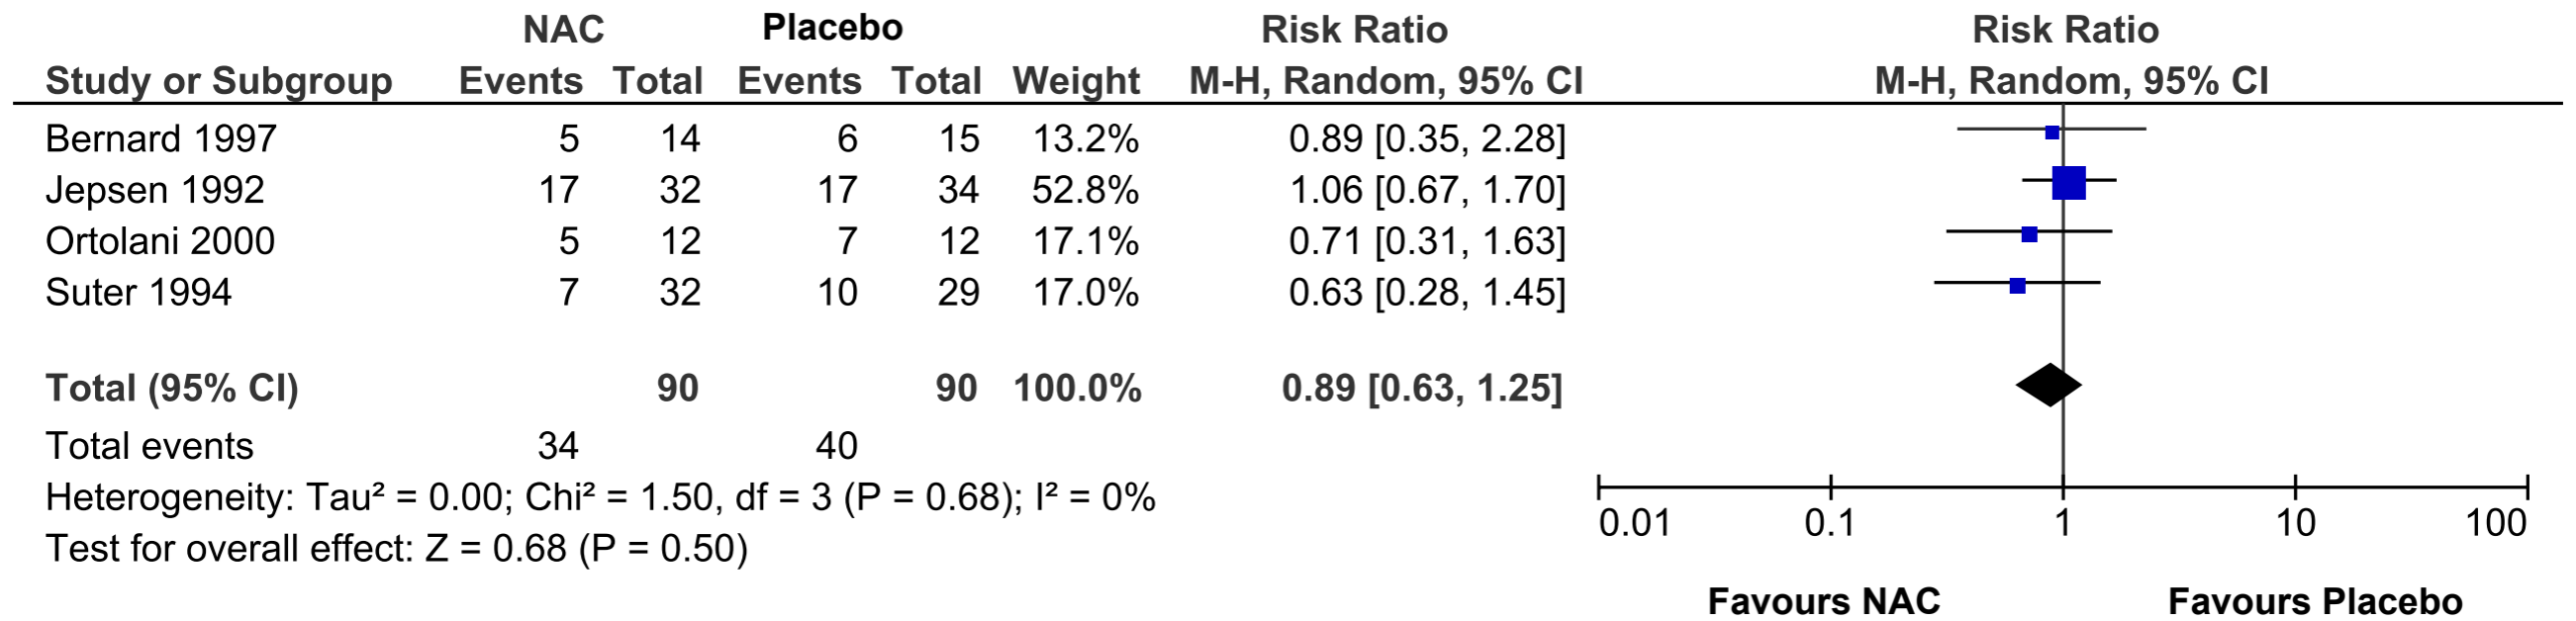 NAC Placebo Risk Ratio Risk Ratio
Study or Subgroup Events Total Events Total Weight M-H, Random, 95% CI M-H, Random, 95% CI
Bernard 1997 5 14 6 15 13.2% 0.89 [0.35, 2.28]
Jepsen 1992 17 32 17 34 52.8% 1.06 [0.67, 1.70]
Ortolani 2000 5 12 7 12 17.1% 0.71 [0.31, 1.63]
Suter 1994 7 32 10 29 17.0% 0.63 [0.28, 1.45]
Total (95% CI) 90 90 100.0% 0.89 [0.63, 1.25]
Total events 34 40
Heterogeneity: Tau² = 0.00; Chi² = 1.50, df = 3 (P = 0.68); I² = 0%
Test for overall effect: Z = 0.68 (P = 0.50)
0.01 0.1 1 10 100
Favours NAC Favours Placebo